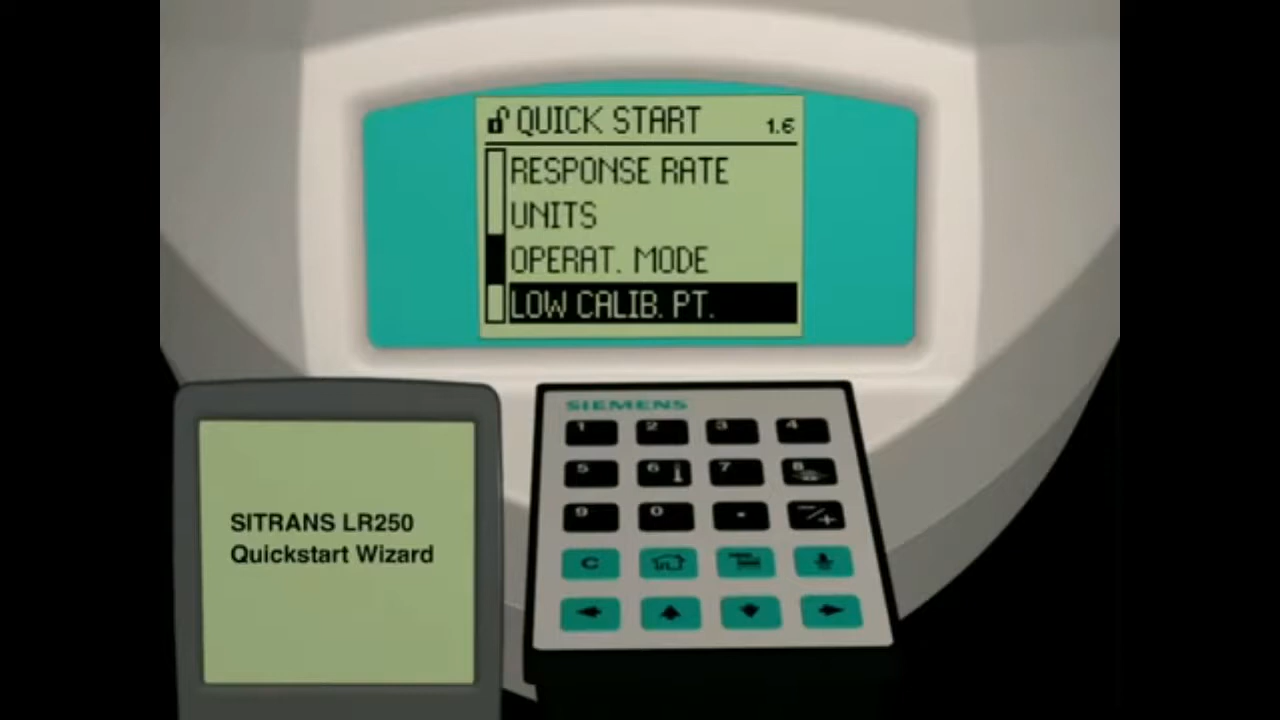 QUICK START 1.6
RESPONSE RATE
UNITS
OPERAT. MODE
LOW CALIB. PT.
SITRANS LR250
Quickstart Wizard
SIEMENS
1 2 3 4
5 6 7 8
9 0 . −/+
C